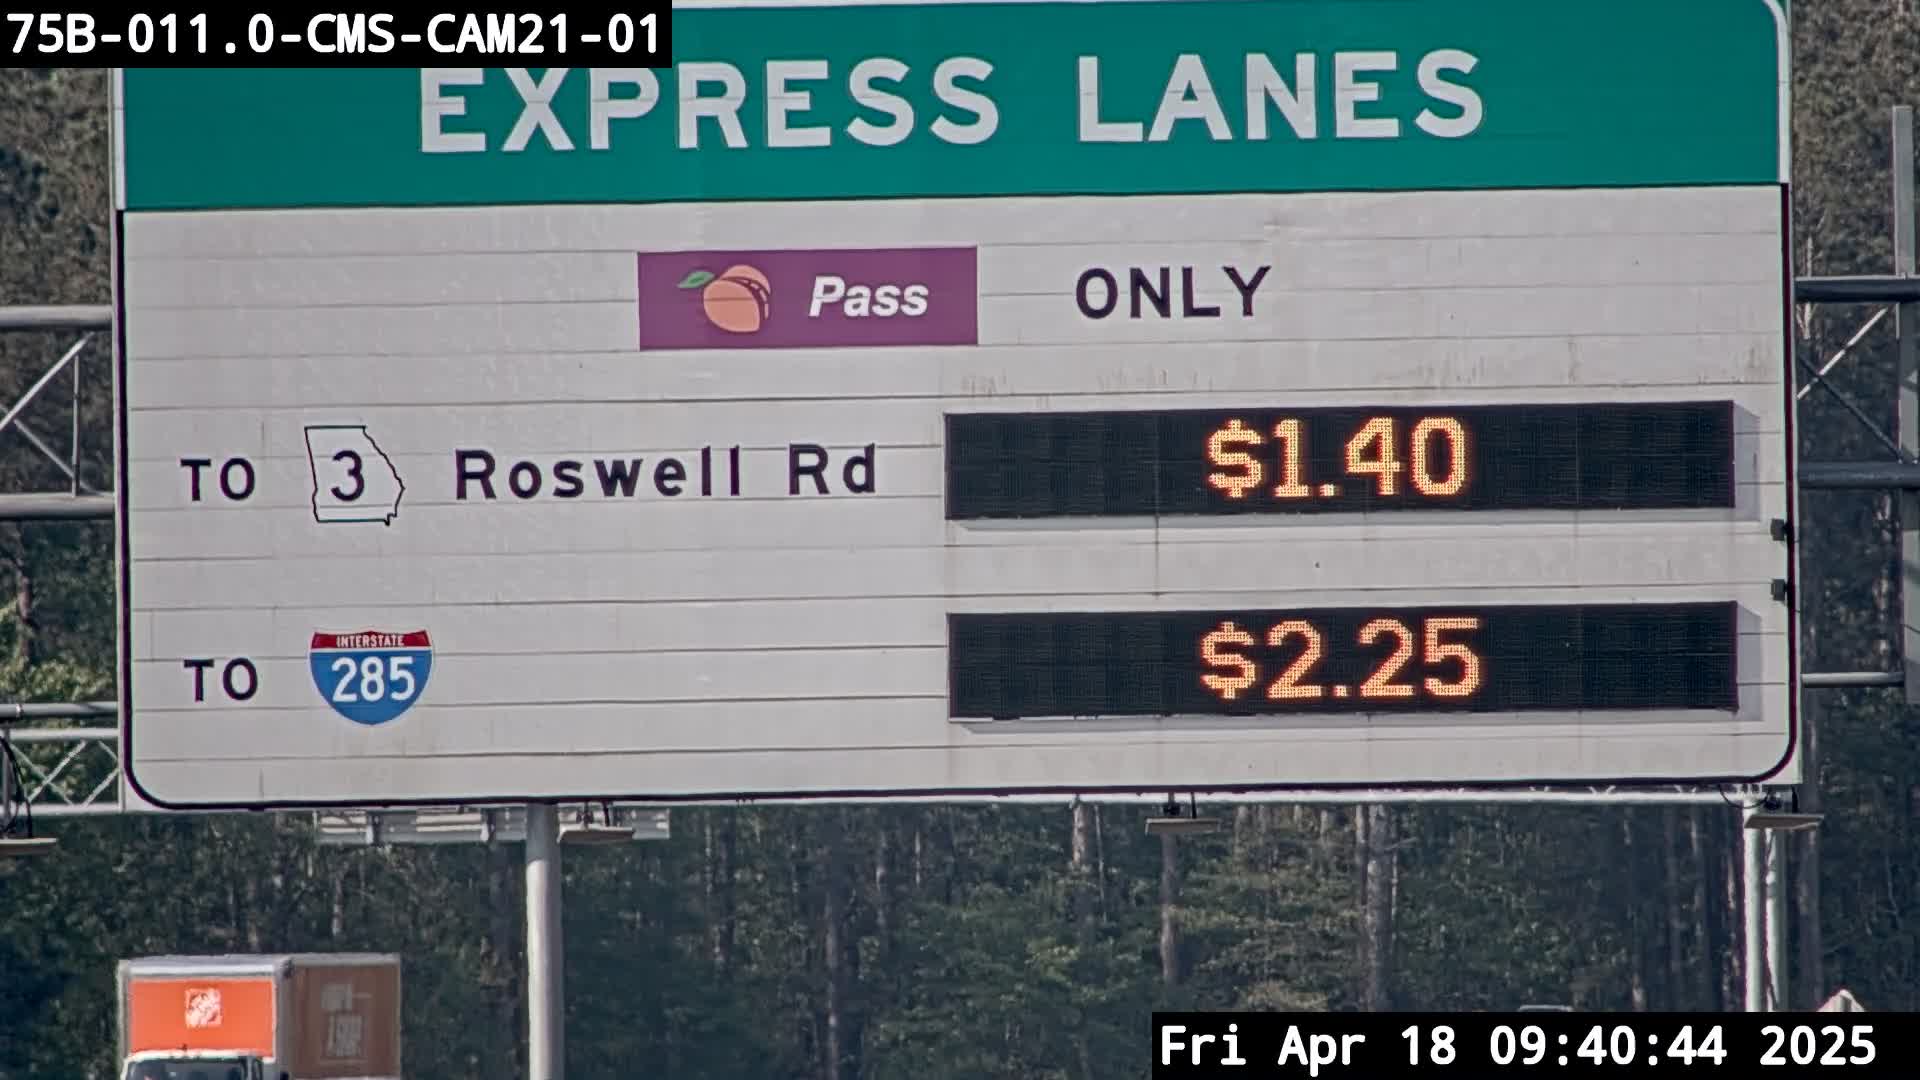 75B-011.0-CMS-CAM21-01
EXPRESS LANES
Pass ONLY
TO 3 Roswell Rd $1.40
INTERSTATE
TO 285 $2.25
Fri Apr 18 09:40:44 2025